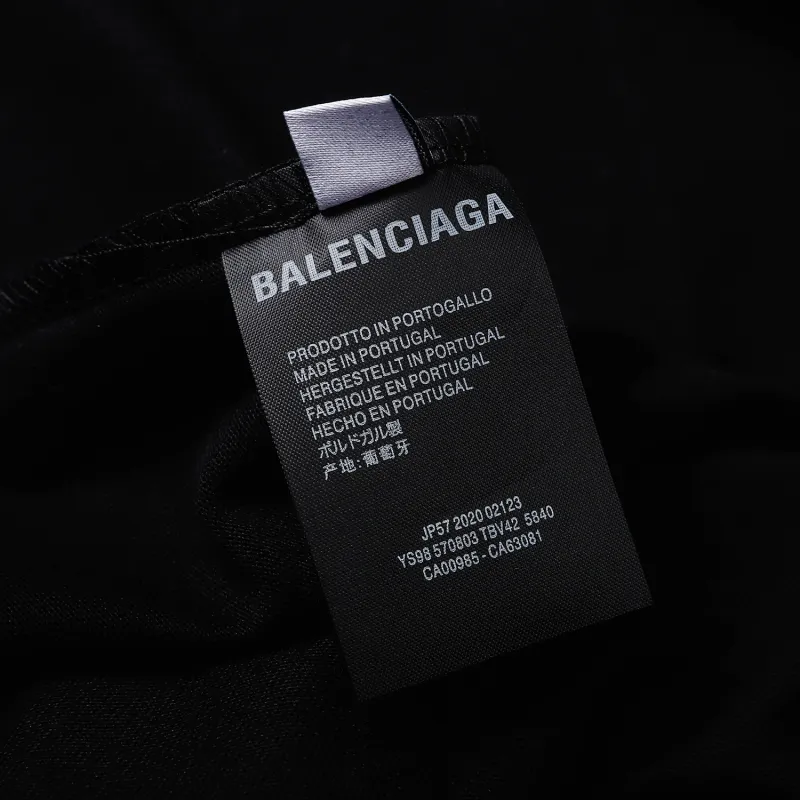 BALENCIAGA
PRODOTTO IN PORTOGALLO
MADE IN PORTUGAL
HERGESTELLT IN PORTUGAL
FABRIQUE EN PORTUGAL
HECHO EN PORTUGAL
ポルトガル製
产地:葡萄牙
JP57 2020 02123
YS98 570803 TBV42 5840
CA00985 - CA63081